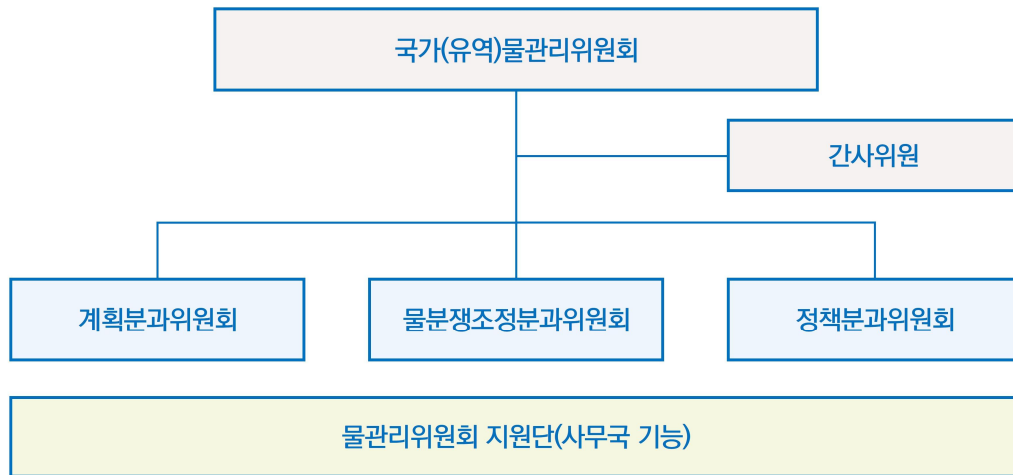 국가(유역)물관리위원회
간사위원
계획분과위원회
물분쟁조정분과위원회
정책분과위원회
물관리위원회 지원단(사무국 기능)